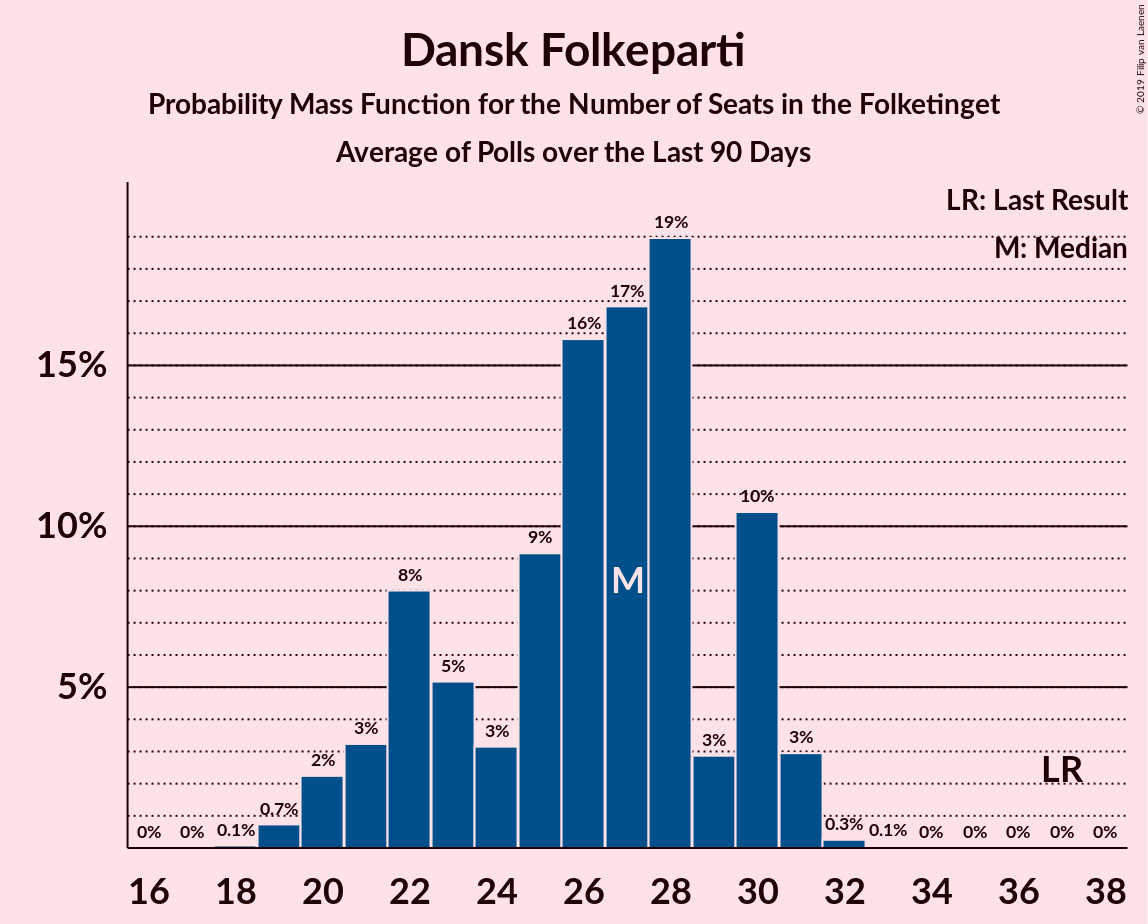 Dansk Folkeparti
Probability Mass Function for the Number of Seats in the Folketinget
Average of Polls over the Last 90 Days
© 2019 Filip van Laenen
LR: Last Result
M: Median
15%
10%
5%
0% 0% 0.1% 0.7% 2% 3% 8% 5% 3% 9% 16% 17% 19% 3% 10% 3% 0.3% 0.1% 0% 0% 0% 0% 0%
M
LR
16 18 20 22 24 26 28 30 32 34 36 38